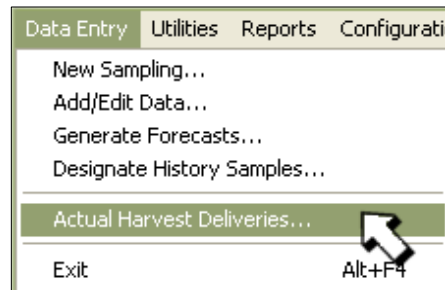 Data Entry Utilities Reports Configurati
New Sampling...
Add/Edit Data...
Generate Forecasts...
Designate History Samples...
Actual Harvest Deliveries...
Exit Alt+F4